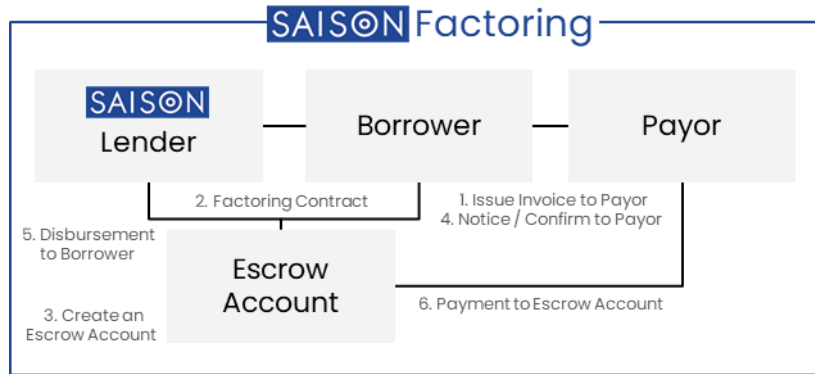 SAISON Factoring
SAISON
Lender
Borrower
Payor
2. Factoring Contract
1. Issue Invoice to Payor
4. Notice / Confirm to Payor
5. Disbursement
to Borrower
Escrow
Account
3. Create an
Escrow Account
6. Payment to Escrow Account